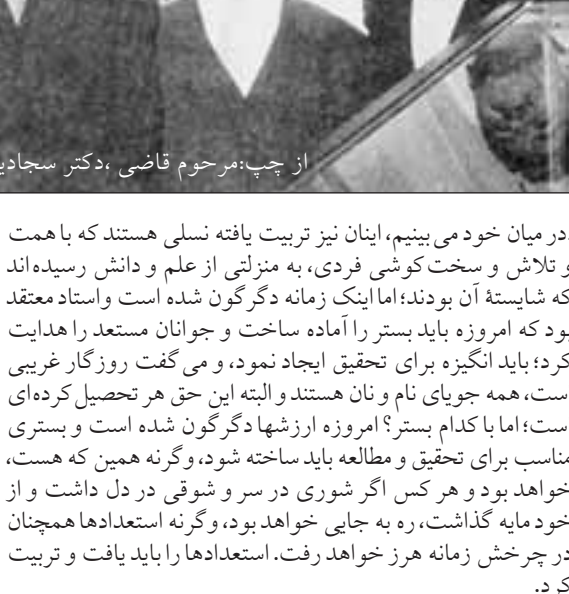 از چپ:مرحوم قاضی ،دکتر
در میان خود می‌بینیم، اینان نیز تربیت یافته نسلی هستند که با همت
و تلاش و سخت‌کوشی فردی، به منزلتی از علم و دانش رسیده‌اند
که شایستۀ آن بودند؛ اما اینک زمانه دگرگون شده است واستاد معتقد
بود که امروزه باید بستر را آماده ساخت و جوانان مستعد را هدایت
کرد؛ باید انگیزه برای تحقیق ایجاد نمود، و می‌گفت روزگار غریبی
ست، همه جویای نام و نان هستند و البته این حق هر تحصیل کرده‌ای
ست؛ اما با کدام بستر؟ امروزه ارزشها دگرگون شده است و بستری
مناسب برای تحقیق و مطالعه باید ساخته شود، وگرنه همین که هست،
خواهد بود و هر کس اگر شوری در سر و شوقی در دل داشت و از
خود مایه گذاشت، ره به جایی خواهد بود، وگرنه استعدادها همچنان
در چرخش زمانه هرز خواهد رفت. استعدادها را باید یافت و تربیت
کرد.